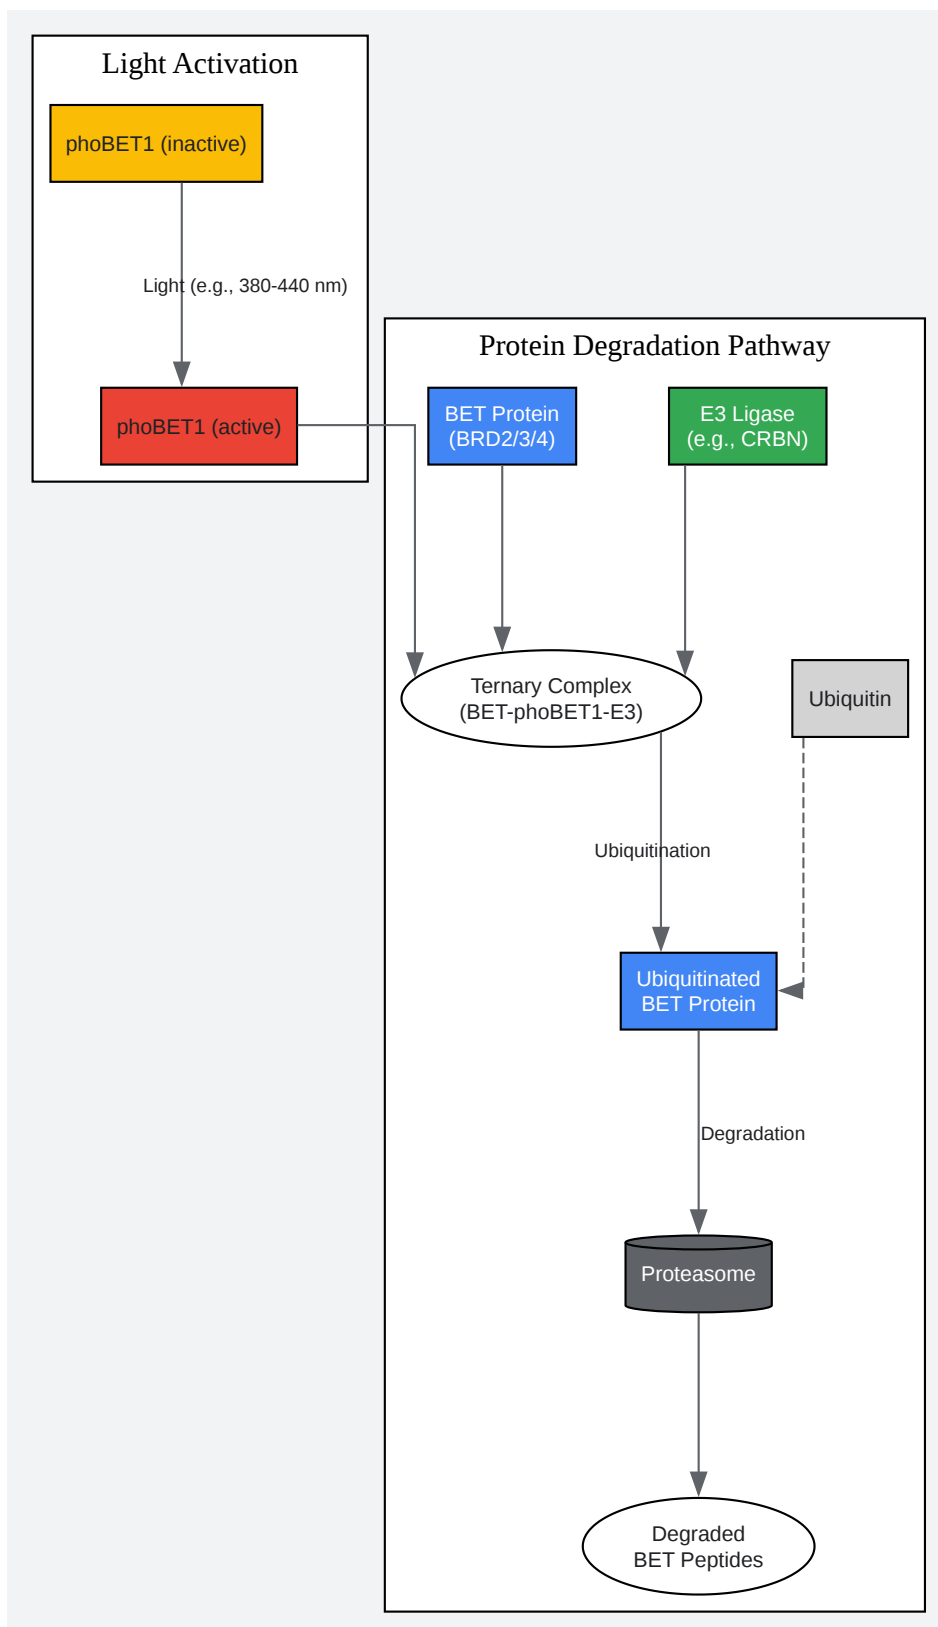 Light Activation
phoBET1 (inactive)
Light (e.g., 380-440 nm)
phoBET1 (active)
Protein Degradation Pathway
BET Protein
(BRD2/3/4)
E3 Ligase
(e.g., CRBN)
Ternary Complex
(BET-phoBET1-E3)
Ubiquitin
Ubiquitination
Ubiquitinated
BET Protein
Degradation
Proteasome
Degraded
BET Peptides